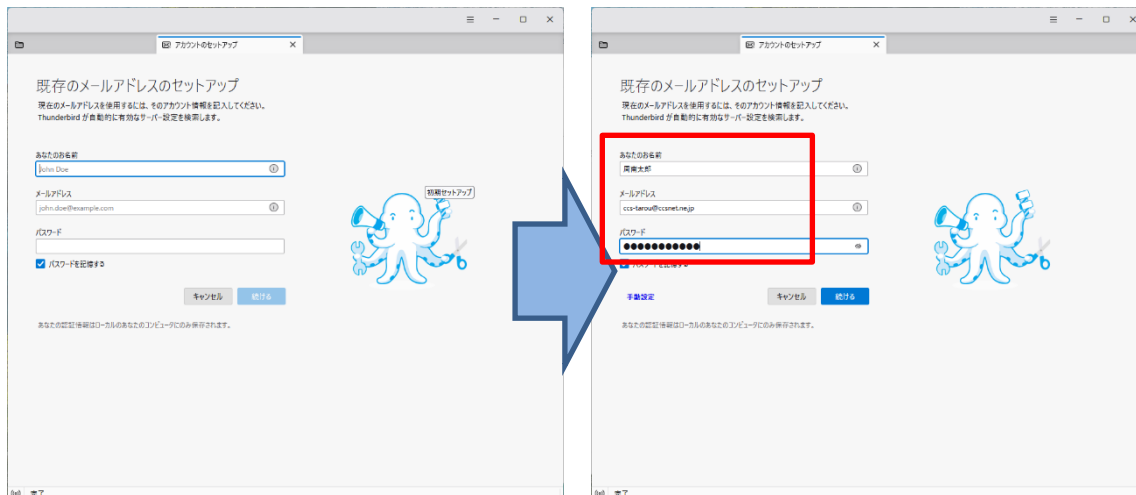 アカウントのセットアップ
既存のメールアドレスのセットアップ
現在のメールアドレスを使用するには、そのアカウント情報を記入してください。
Thunderbird が自動的に有効なサーバー設定を検索します。
あなたのお名前
John Doe
メールアドレス
john.doe@example.com
パスワード
パスワードを記憶する
キャンセル 続ける
あなたの認証情報はローカルのあなたのコンピュータにのみ保存されます。
初期セットアップ
完了
アカウントのセットアップ
既存のメールアドレスのセットアップ
現在のメールアドレスを使用するには、そのアカウント情報を記入してください。
Thunderbird が自動的に有効なサーバー設定を検索します。
あなたのお名前
周南太郎
メールアドレス
ccs-tarou@ccsnet.ne.jp
パスワード
●●●●●●●●●●●
パスワードを記憶する
手動設定 キャンセル 続ける
あなたの認証情報はローカルのあなたのコンピュータにのみ保存されます。
完了